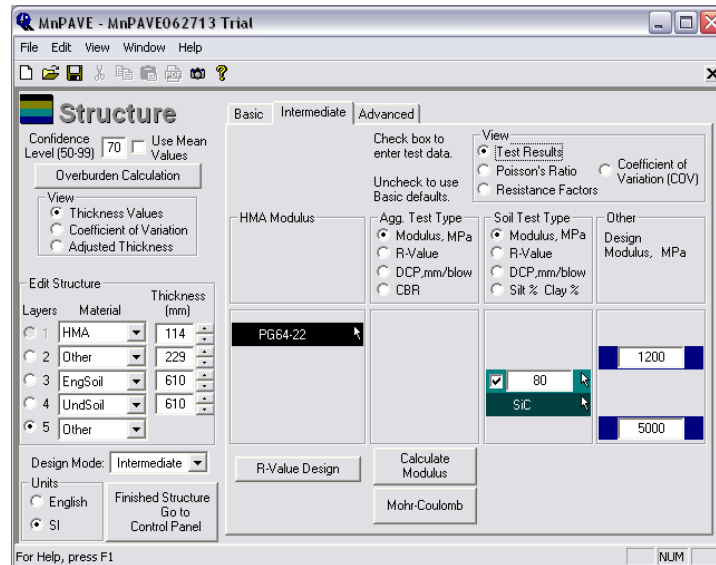 MnPAVE - MnPAVE062713 Trial
File Edit View Window Help
Structure
Confidence Level (50-99) 70
Use Mean Values
Overburden Calculation
View
Thickness Values
Coefficient of Variation
Adjusted Thickness
Edit Structure
Layers Material Thickness (mm)
1 HMA 114
2 Other 229
3 EngSoil 610
4 UndSoil 610
5 Other
Design Mode: Intermediate
Units
English
SI
Finished Structure
Go to
Control Panel
Basic Intermediate Advanced
Check box to
enter test data.
Uncheck to use
Basic defaults.
View
Test Results
Poisson's Ratio
Resistance Factors
Coefficient of
Variation (COV)
HMA Modulus
Agg. Test Type
Modulus, MPa
R-Value
DCP,mm/blow
CBR
Soil Test Type
Modulus, MPa
R-Value
DCP,mm/blow
Silt % Clay %
Other
Design
Modulus, MPa
PG64-22
80
SiC
1200
5000
R-Value Design
Calculate
Modulus
Mohr-Coulomb
For Help, press F1
NUM